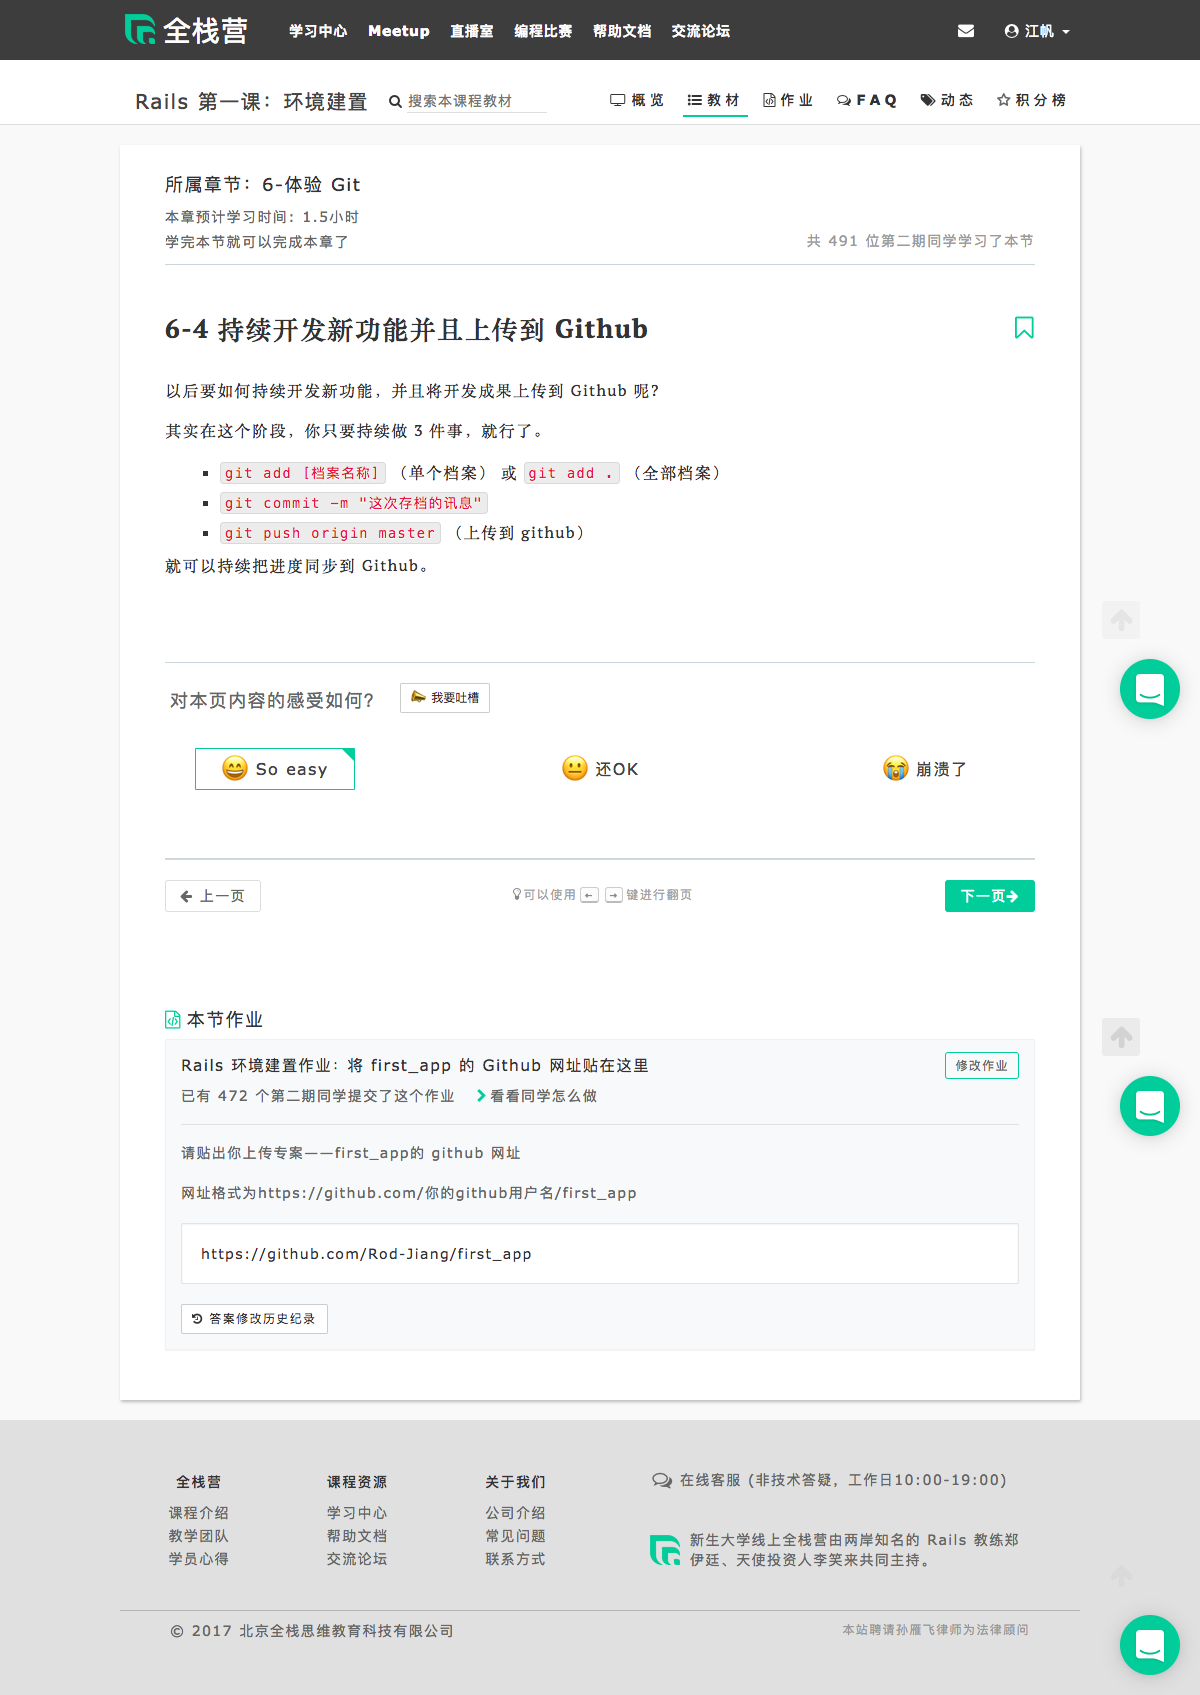 全栈营 学习中心 Meetup 直播室 编程比赛 帮助文档 交流论坛 江帆
Rails 第一课：环境建置 搜索本课程教材 概览 教材 作业 FAQ 动态 积分榜
所属章节：6-体验 Git
本章预计学习时间：1.5小时
学完本节就可以完成本章了 共 491 位第二期同学学习了本节
6-4 持续开发新功能并且上传到 Github
以后要如何持续开发新功能，并且将开发成果上传到 Github 呢？
其实在这个阶段，你只要持续做 3 件事，就行了。
▪ git add [档案名称] （单个档案） 或 git add . （全部档案）
▪ git commit -m "这次存档的讯息"
▪ git push origin master （上传到 github）
就可以持续把进度同步到 Github。
对本页内容的感受如何？ 我要吐槽
😄 So easy 😐 还OK 😭 崩溃了
← 上一页 可以使用 ← → 键进行翻页 下一页→
本节作业
Rails 环境建置作业：将 first_app 的 Github 网址贴在这里 修改作业
已有 472 个第二期同学提交了这个作业 看看同学怎么做
请贴出你上传专案——first_app的 github 网址
网址格式为https://github.com/你的github用户名/first_app
https://github.com/Rod-Jiang/first_app
答案修改历史纪录
全栈营 课程资源 关于我们 在线客服 (非技术答疑，工作日10:00-19:00)
课程介绍 学习中心 公司介绍
教学团队 帮助文档 常见问题 新生大学线上全栈营由两岸知名的 Rails 教练郑
学员心得 交流论坛 联系方式 伊廷、天使投资人李笑来共同主持。
© 2017 北京全栈思维教育科技有限公司 本站聘请孙雁飞律师为法律顾问